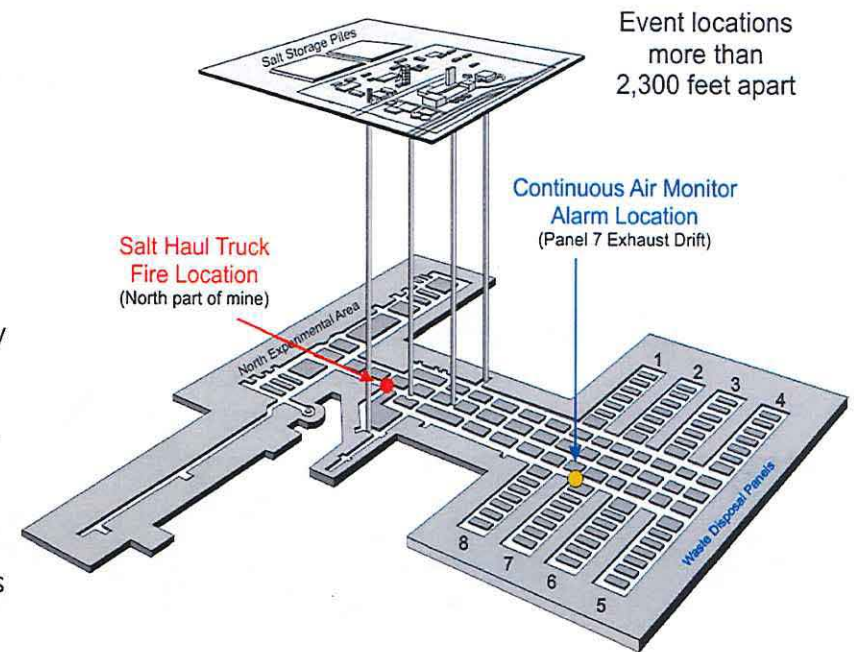 Event locations
more than
2,300 feet apart
Salt Storage Piles
Continuous Air Monitor
Alarm Location
(Panel 7 Exhaust Drift)
Salt Haul Truck
Fire Location
(North part of mine)
North Experimental Area
1
2
3
4
8
7
6
5
Waste Disposal Panels